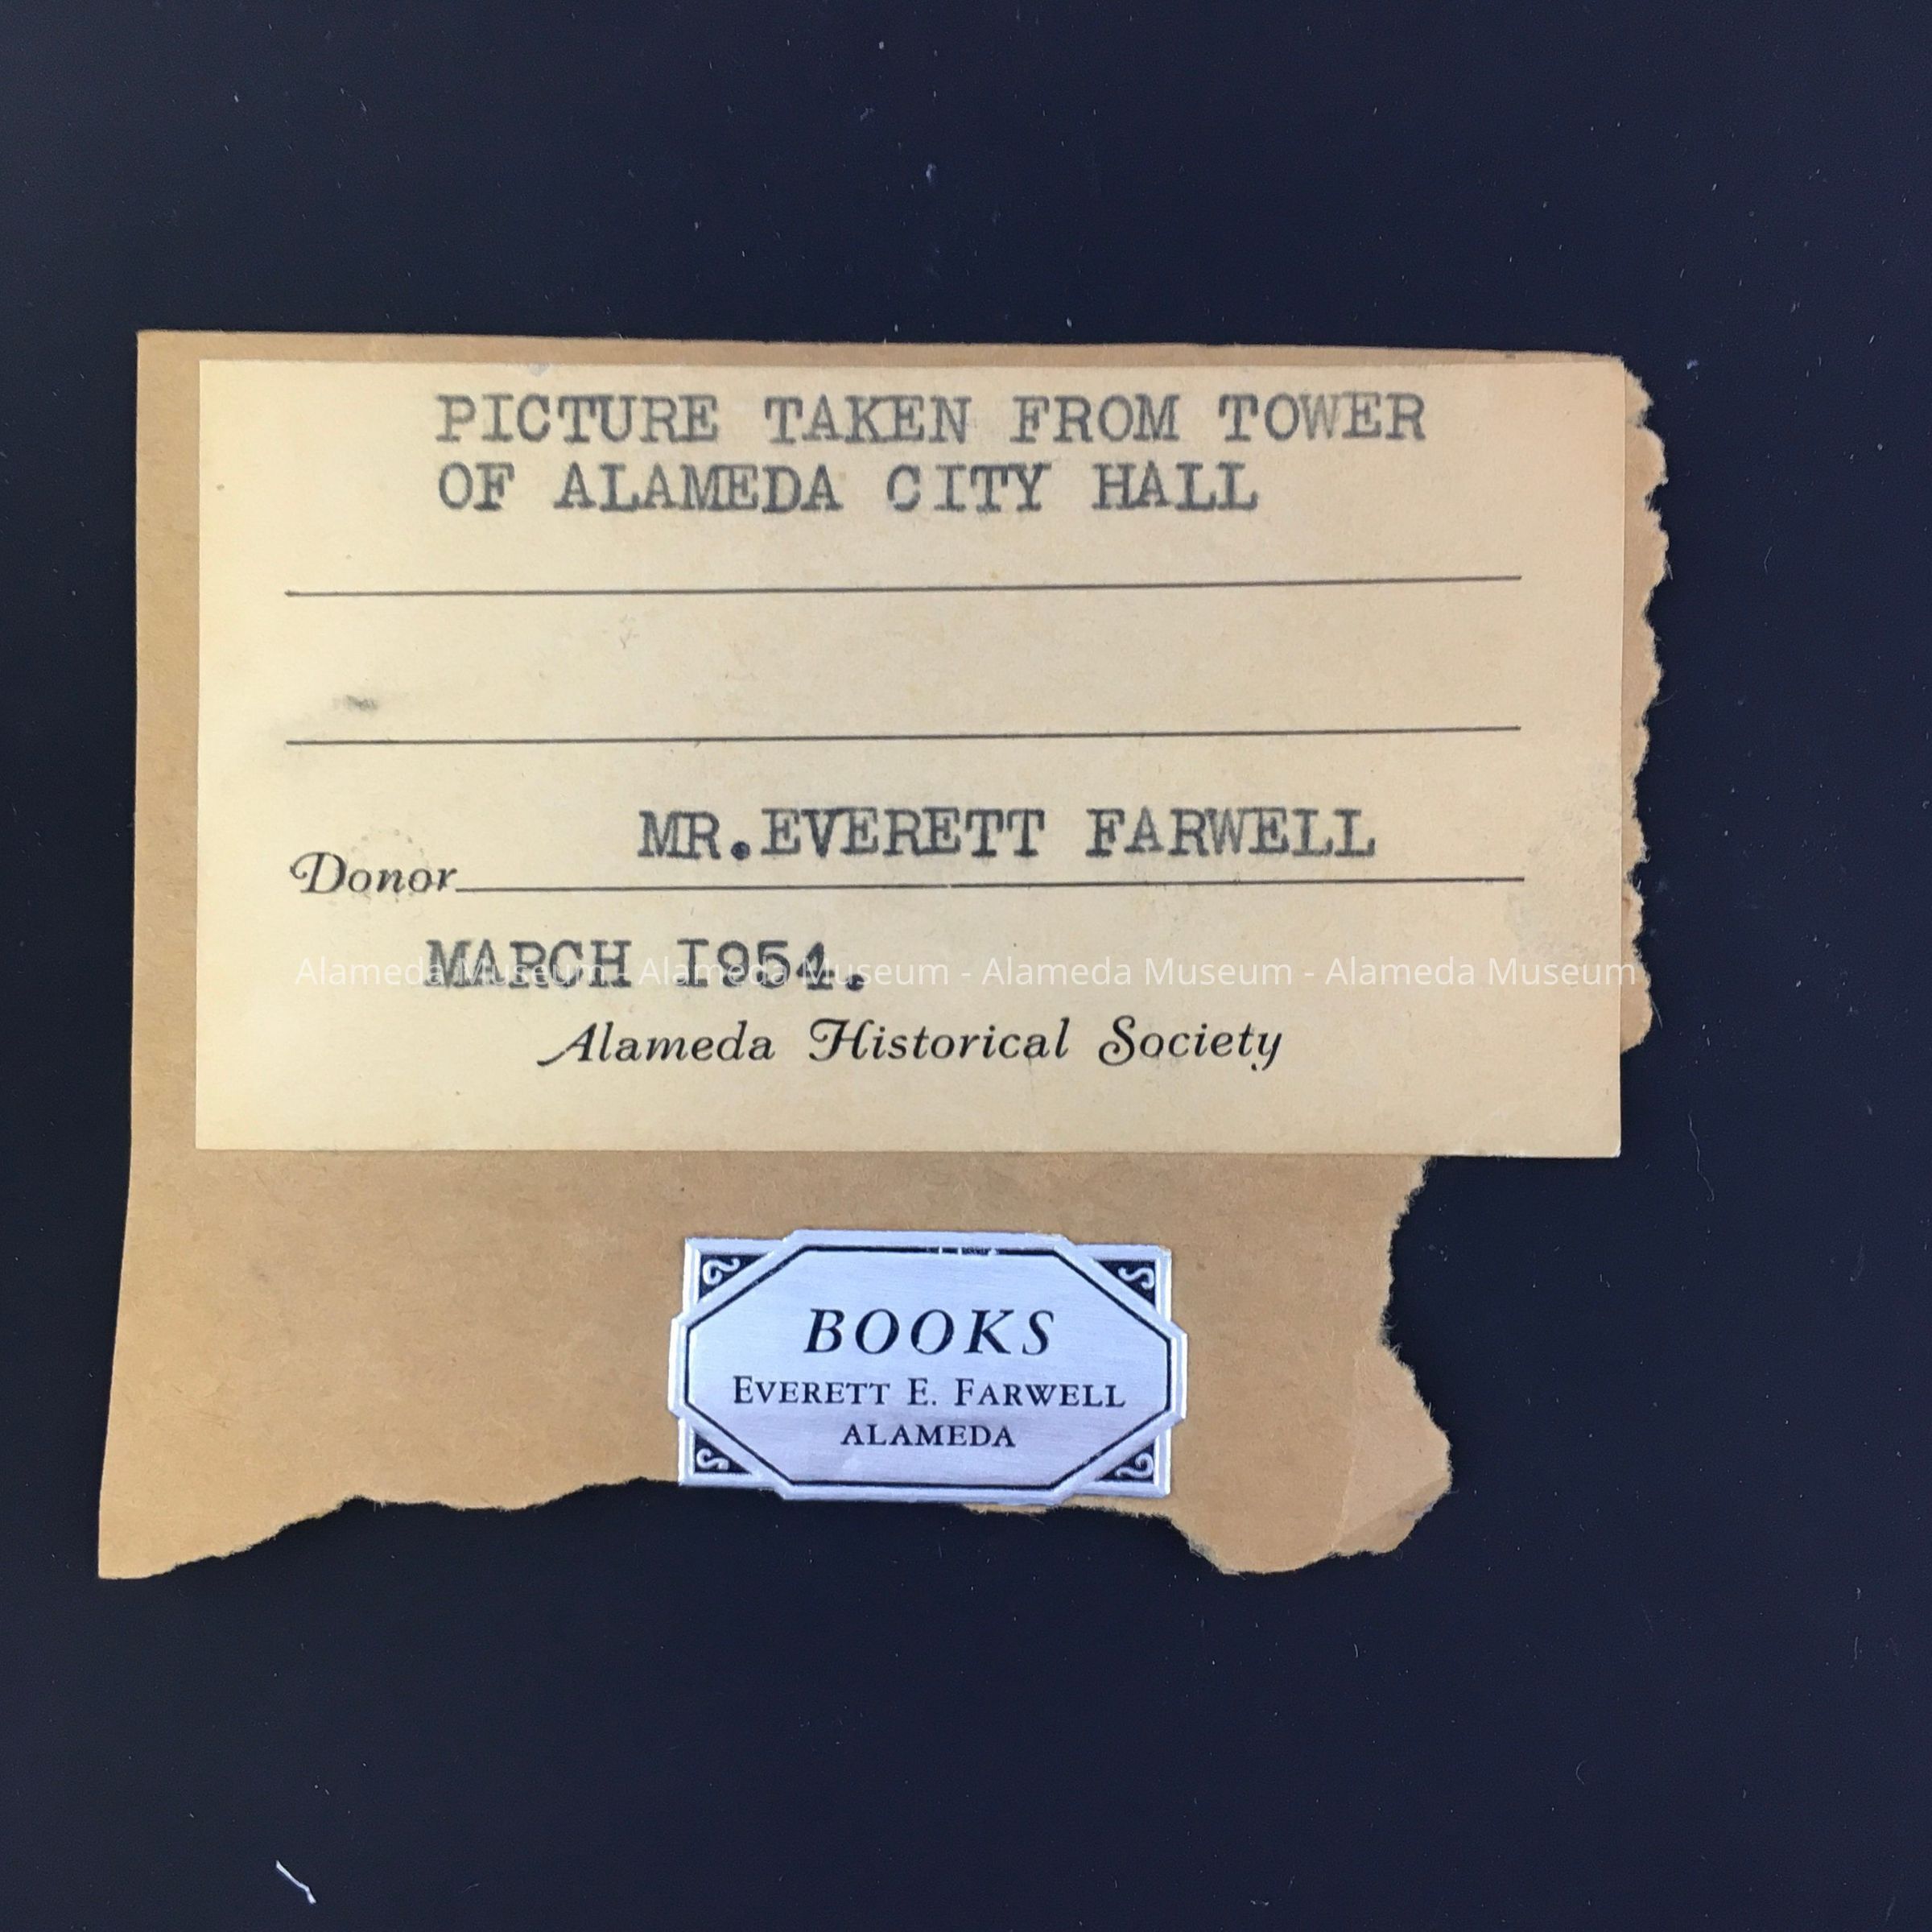 PICTURE TAKEN FROM TOWER
OF ALAMEDA CITY HALL
MR.EVERETT FARWELL
Donor
MARCH I954.
Alameda Museum - Alameda Museum - Alameda Museum - Alameda Museum
Alameda Historical Society
BOOKS
EVERETT E. FARWELL
ALAMEDA